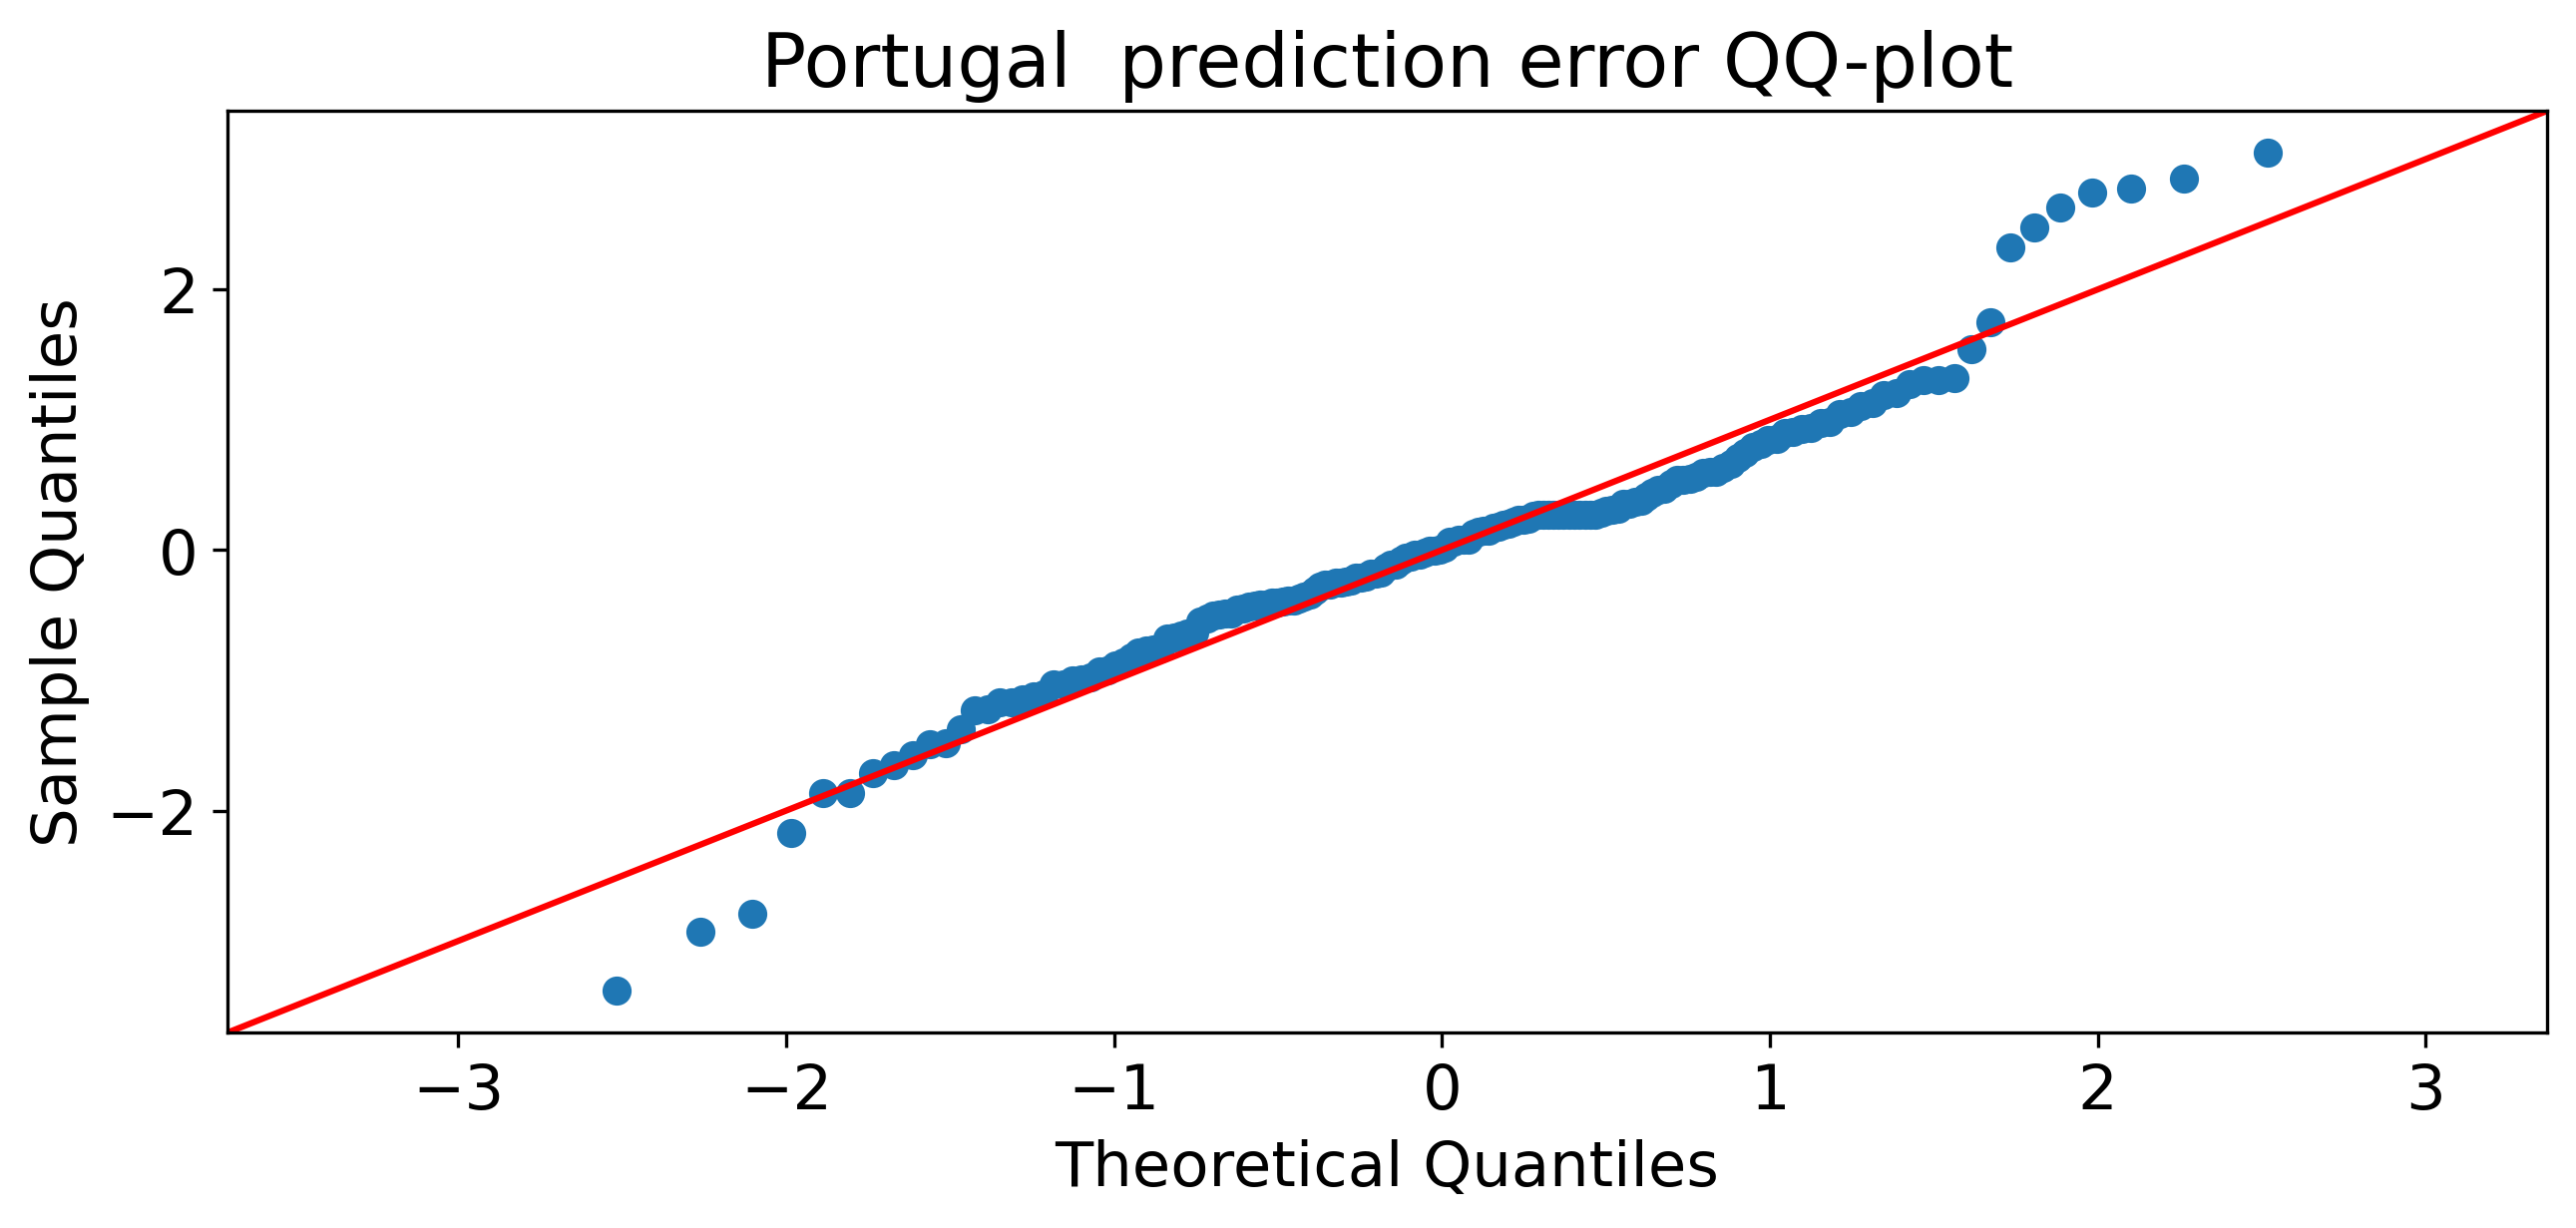 Portugal  prediction error QQ-plot
Sample Quantiles
2
0
−2
−3 −2 −1 0 1 2 3
Theoretical Quantiles